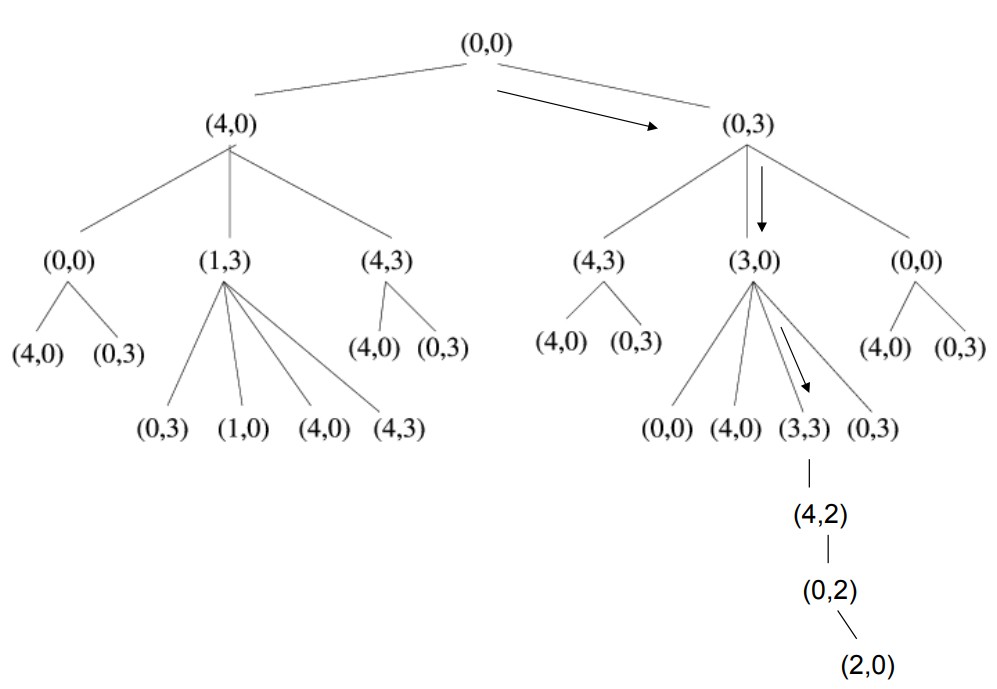 (0,0)
(4,0) (0,3)
(0,0) (1,3) (4,3) (4,3) (3,0) (0,0)
(4,0) (0,3) (4,0) (0,3) (4,0) (0,3) (4,0) (0,3)
(0,3) (1,0) (4,0) (4,3) (0,0) (4,0) (3,3) (0,3)
(4,2)
(0,2)
(2,0)